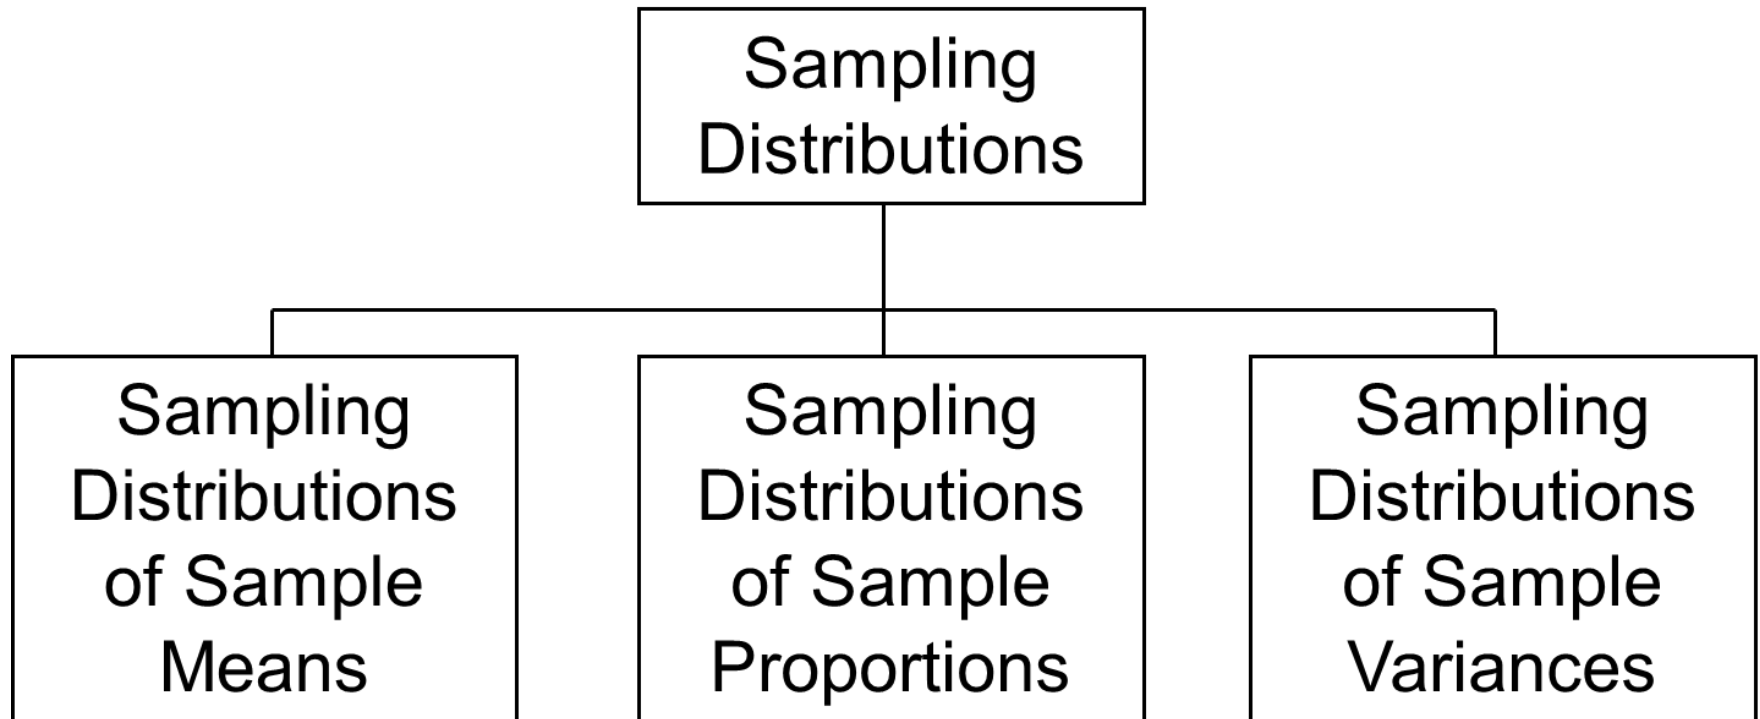 Sampling
Distributions
Sampling
Distributions
of Sample
Means
Sampling
Distributions
of Sample
Proportions
Sampling
Distributions
of Sample
Variances